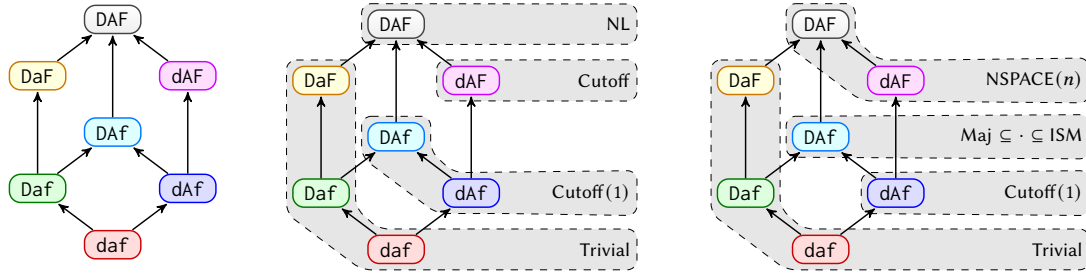 DAF
DaF
dAF
DAf
Daf
dAf
daf
DAF
NL
DaF
dAF
Cutoff
DAf
Daf
dAf
Cutoff(1)
daf
Trivial
DAF
DaF
dAF
NSPACE(n)
DAf
Maj ⊆ · ⊆ ISM
Daf
dAf
Cutoff(1)
daf
Trivial